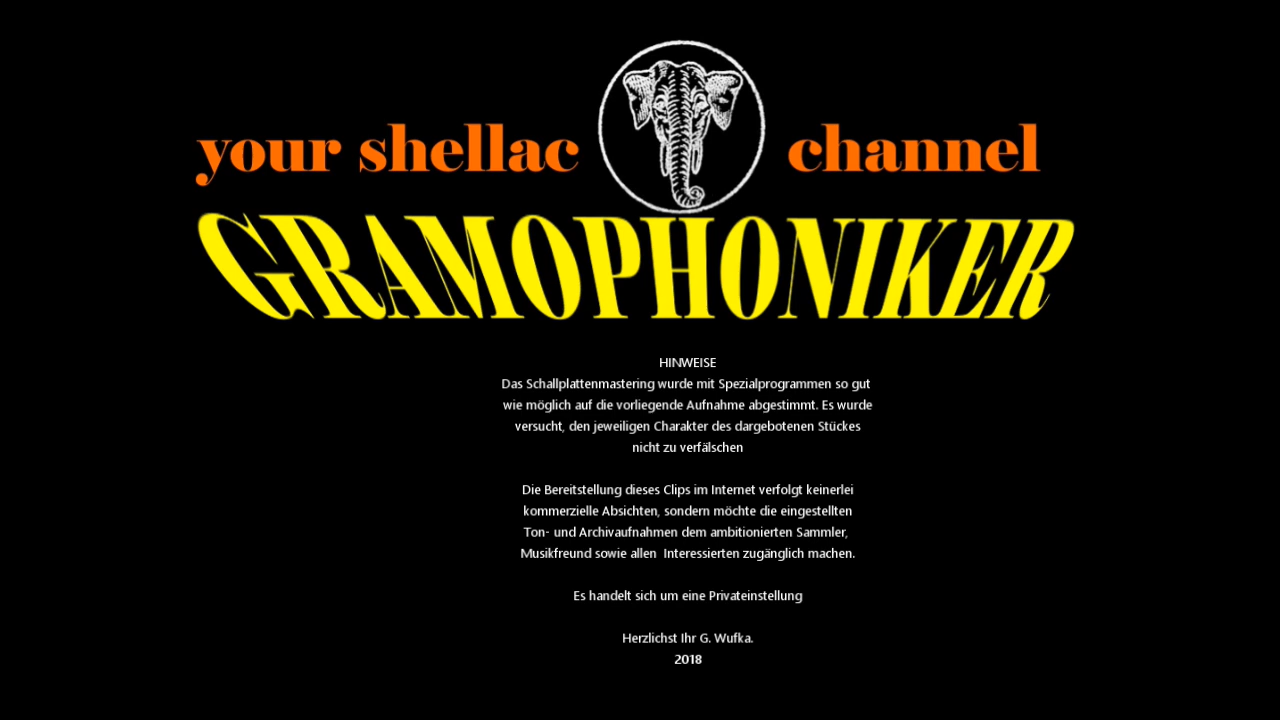 your shellac channel
GRAMOPHONIKER
HINWEISE
Das Schallplattenmastering wurde mit Spezialprogrammen so gut
wie möglich auf die vorliegende Aufnahme abgestimmt. Es wurde
versucht, den jeweiligen Charakter des dargebotenen Stückes
nicht zu verfälschen
Die Bereitstellung dieses Clips im Internet verfolgt keinerlei
kommerzielle Absichten, sondern möchte die eingestellten
Ton- und Archivaufnahmen dem ambitionierten Sammler,
Musikfreund sowie allen Interessierten zugänglich machen.
Es handelt sich um eine Privateinstellung
Herzlichst Ihr G. Wufka.
2018